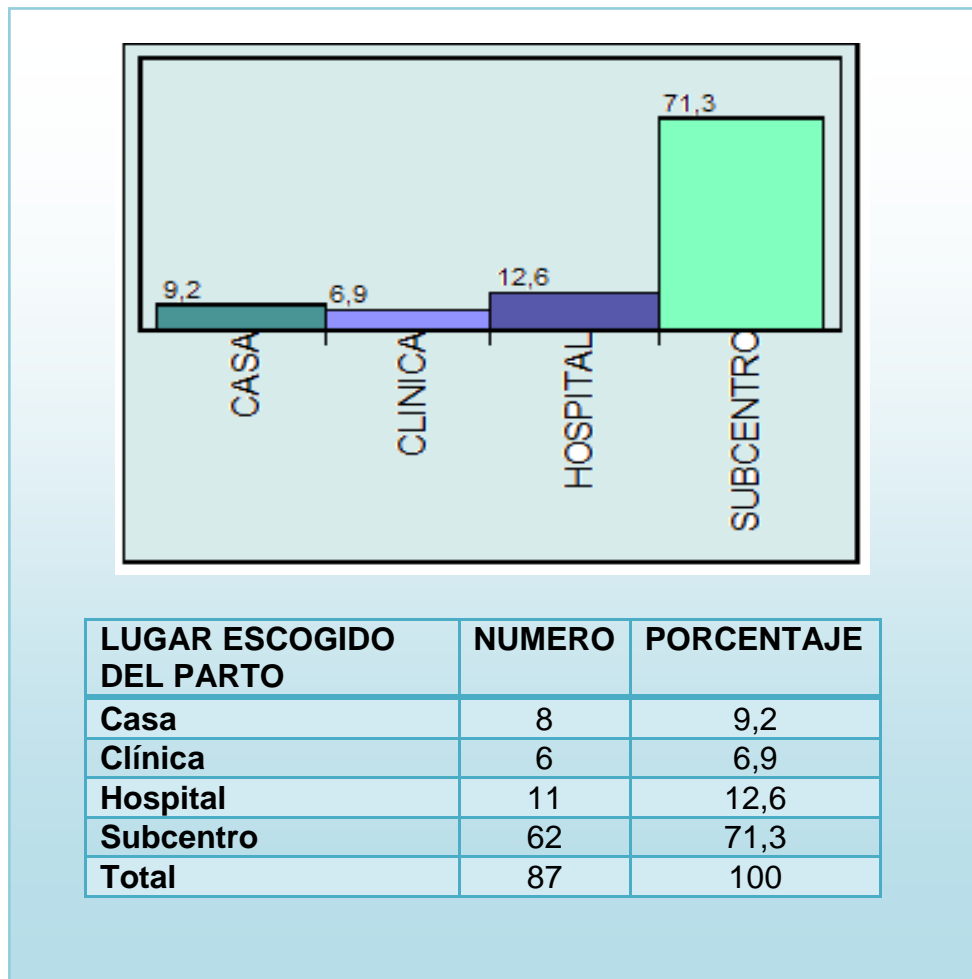 71,3
9,2
6,9
12,6
CASA
CLINICA
HOSPITAL
SUBCENTRO
LUGAR ESCOGIDO DEL PARTO NUMERO PORCENTAJE
Casa 8 9,2
Clínica 6 6,9
Hospital 11 12,6
Subcentro 62 71,3
Total 87 100